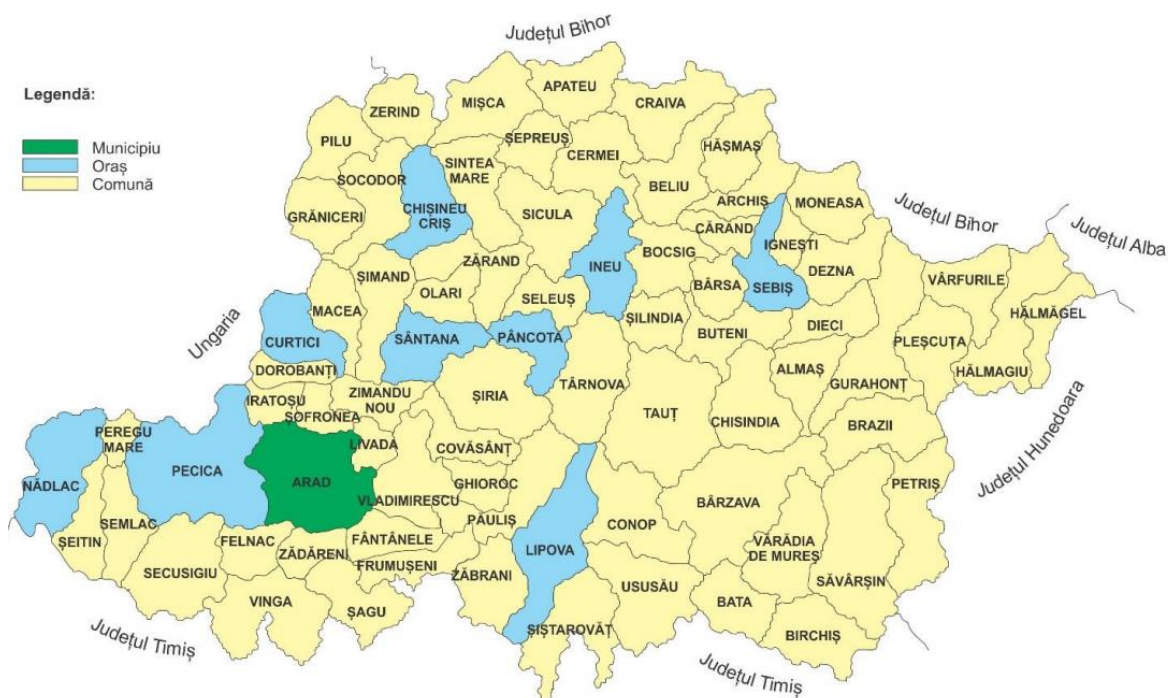 Județul Bihor
Legendă:
Municipiu
Oraș
Comună
APATEU
MIȘCA
CRAIVA
ZERIND
ȘEPREUȘ
PILU
CERMEI
HĂȘMAȘ
SINTEA
MARE
SOCODOR
BELIU
ARCHIȘ
MONEASA
GRĂNICERI
CHIȘINEU
CRIȘ
SICULA
CĂRAND
IGNEȘTI
Județul Bihor
Județul Alba
ZĂRAND
BOCSIG
ȘIMAND
INEU
DEZNA
OLARI
BÂRSA
SEBIȘ
VÂRFURILE
SELEUȘ
MACEA
HĂLMĂGEL
ȘILINDIA
DIECI
Ungaria
CURTICI
SÂNTANA
PÂNCOTA
BUTENI
PLEȘCUȚA
DOROBANȚI
ALMAȘ
HĂLMAGIU
TÂRNOVA
GURAHONȚ
ZIMANDU
NOU
IRATOȘU
ȘIRIA
ȘOFRONEA
TAUȚ
CHISINDIA
BRAZII
PEREGU
MARE
LIVADA
COVĂSÂNȚ
Județul Hunedoara
PECICA
ARAD
NĂDLAC
GHIOROC
PETRIȘ
VLADIMIRESCU
BÂRZAVA
PĂULIȘ
SEMLAC
CONOP
ȘEITIN
FELNAC
FÂNTÂNELE
LIPOVA
VĂRĂDIA
DE MUREȘ
ZĂDĂRENI
FRUMUȘENI
SECUSIGIU
ZĂBRANI
SĂVÂRȘIN
USUSĂU
VINGA
BATA
ȘAGU
Județul Timiș
ȘIȘTAROVĂȚ
BIRCHIȘ
Județul Timiș